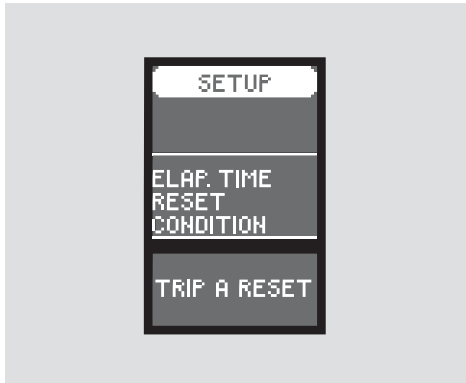 SETUP
ELAP. TIME
RESET
CONDITION
TRIP A RESET